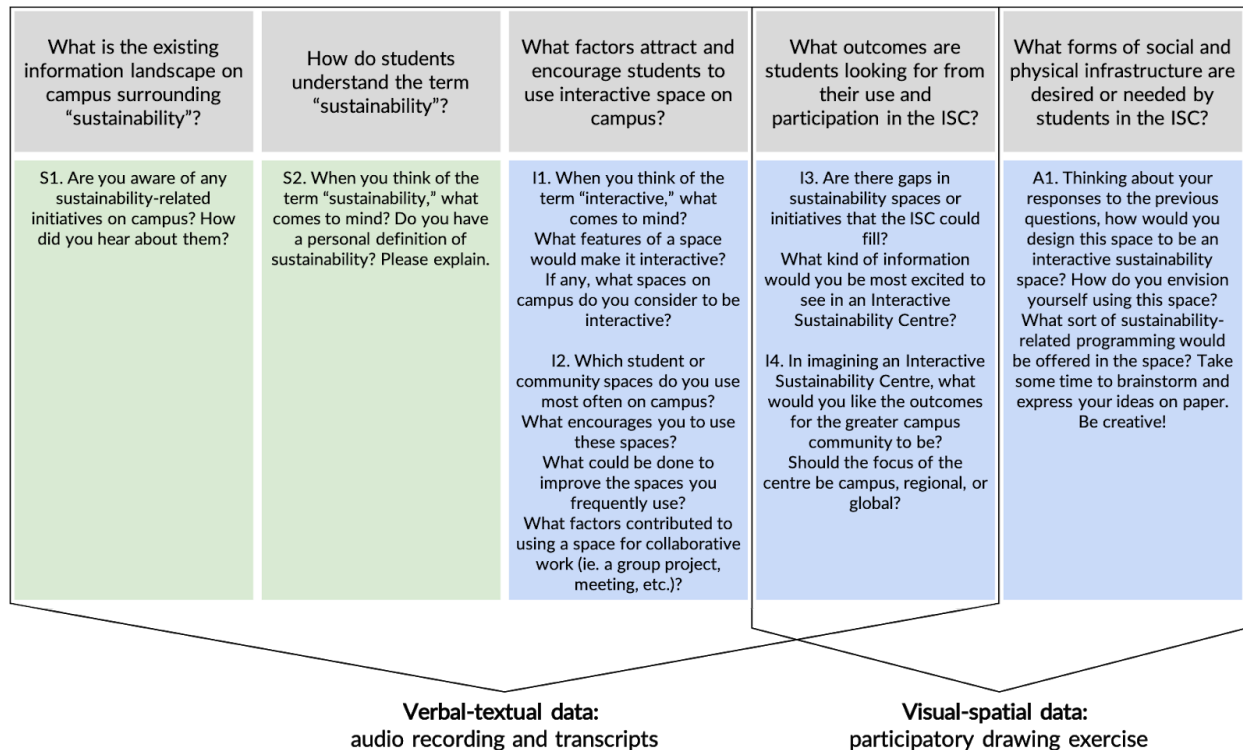 What is the existing
information landscape on
campus surrounding
“sustainability”?
How do students
understand the term
“sustainability”?
What factors attract and
encourage students to
use interactive space on
campus?
What outcomes are
students looking for from
their use and
participation in the ISC?
What forms of social and
physical infrastructure are
desired or needed by
students in the ISC?
S1. Are you aware of any
sustainability-related
initiatives on campus? How
did you hear about them?
S2. When you think of the
term “sustainability,” what
comes to mind? Do you have
a personal definition of
sustainability? Please explain.
I1. When you think of the
term “interactive,” what
comes to mind?
What features of a space
would make it interactive?
If any, what spaces on
campus do you consider to be
interactive?
I2. Which student or
community spaces do you use
most often on campus?
What encourages you to use
these spaces?
What could be done to
improve the spaces you
frequently use?
What factors contributed to
using a space for collaborative
work (ie. a group project,
meeting, etc.)?
I3. Are there gaps in
sustainability spaces or
initiatives that the ISC could
fill?
What kind of information
would you be most excited to
see in an Interactive
Sustainability Centre?
I4. In imagining an Interactive
Sustainability Centre, what
would you like the outcomes
for the greater campus
community to be?
Should the focus of the
centre be campus, regional, or
global?
A1. Thinking about your
responses to the previous
questions, how would you
design this space to be an
interactive sustainability
space? How do you envision
yourself using this space?
What sort of sustainability-
related programming would
be offered in the space? Take
some time to brainstorm and
express your ideas on paper.
Be creative!
Verbal-textual data:
audio recording and transcripts
Visual-spatial data:
participatory drawing exercise